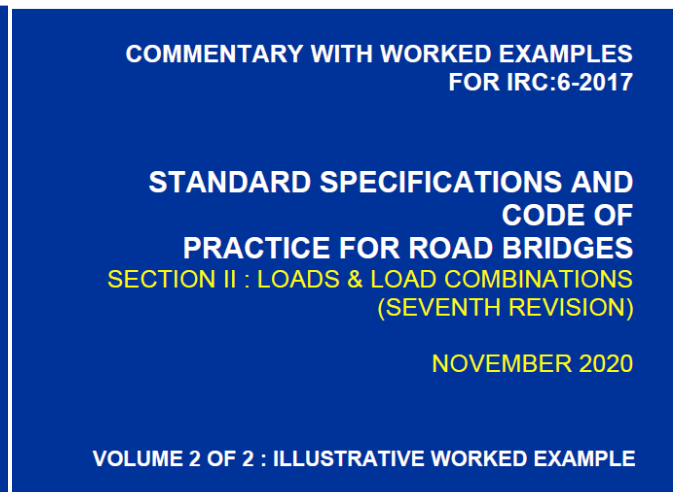 COMMENTARY WITH WORKED EXAMPLES
FOR IRC:6-2017
STANDARD SPECIFICATIONS AND
CODE OF
PRACTICE FOR ROAD BRIDGES
SECTION II : LOADS & LOAD COMBINATIONS
(SEVENTH REVISION)
NOVEMBER 2020
VOLUME 2 OF 2 : ILLUSTRATIVE WORKED EXAMPLE